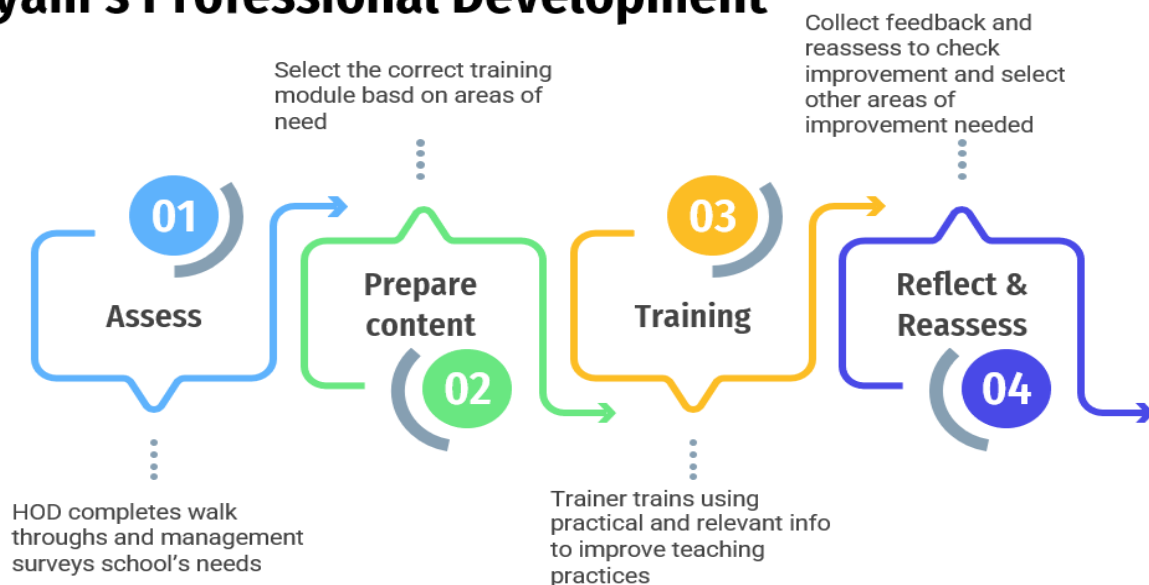 Professional Development
Select the correct training
module basd on areas of
need
Collect feedback and
reassess to check
improvement and select
other areas of
improvement needed
01
Assess
Prepare
content
02
03
Training
Reflect &
Reassess
04
HOD completes walk
throughs and management
surveys school's needs
Trainer trains using
practical and relevant info
to improve teaching
practices